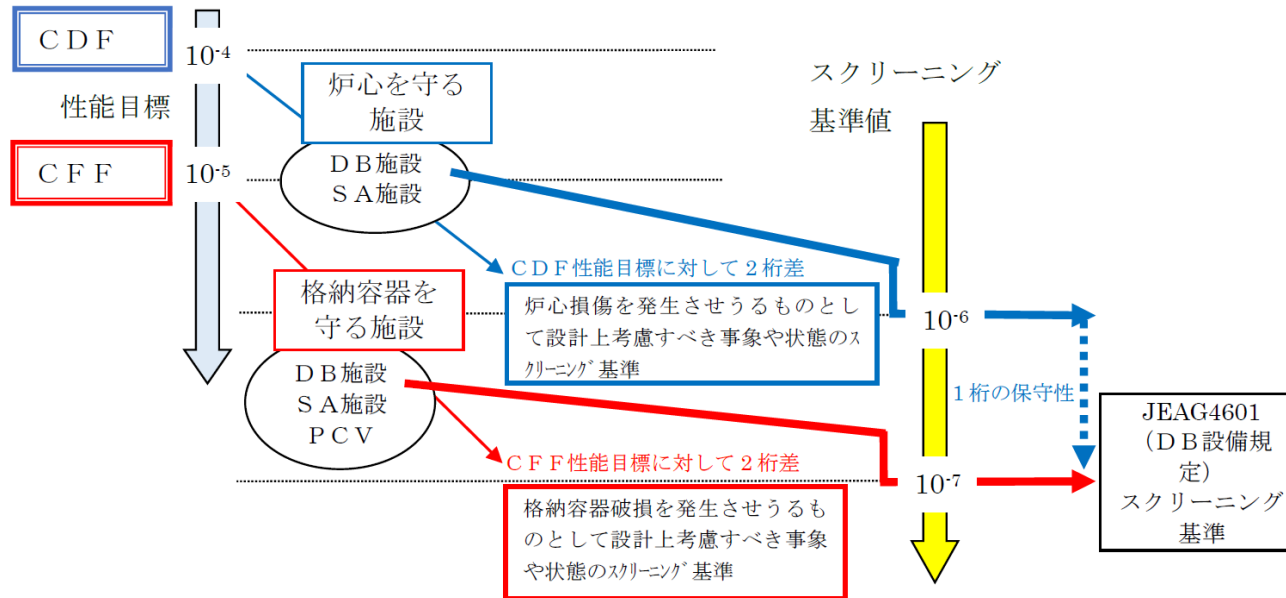 ＣＤＦ
10-4
性能目標
ＣＦＦ
10-5
炉心を守る
施設
ＤＢ施設
ＳＡ施設
スクリーニング
基準値
ＣＤＦ性能目標に対して２桁差
炉心損傷を発生させうるものとし
て設計上考慮すべき事象や状態のｽ
ｸﾘｰﾆﾝｸﾞ基準
10-6
格納容器を
守る施設
ＤＢ施設
ＳＡ施設
ＰＣＶ
１桁の保守性
ＣＦＦ性能目標に対して２桁差
格納容器破損を発生させうるも
のとして設計上考慮すべき事象
や状態のｽｸﾘｰﾆﾝｸﾞ基準
10-7
JEAG4601
（ＤＢ設備規
定）
スクリーニング
基準